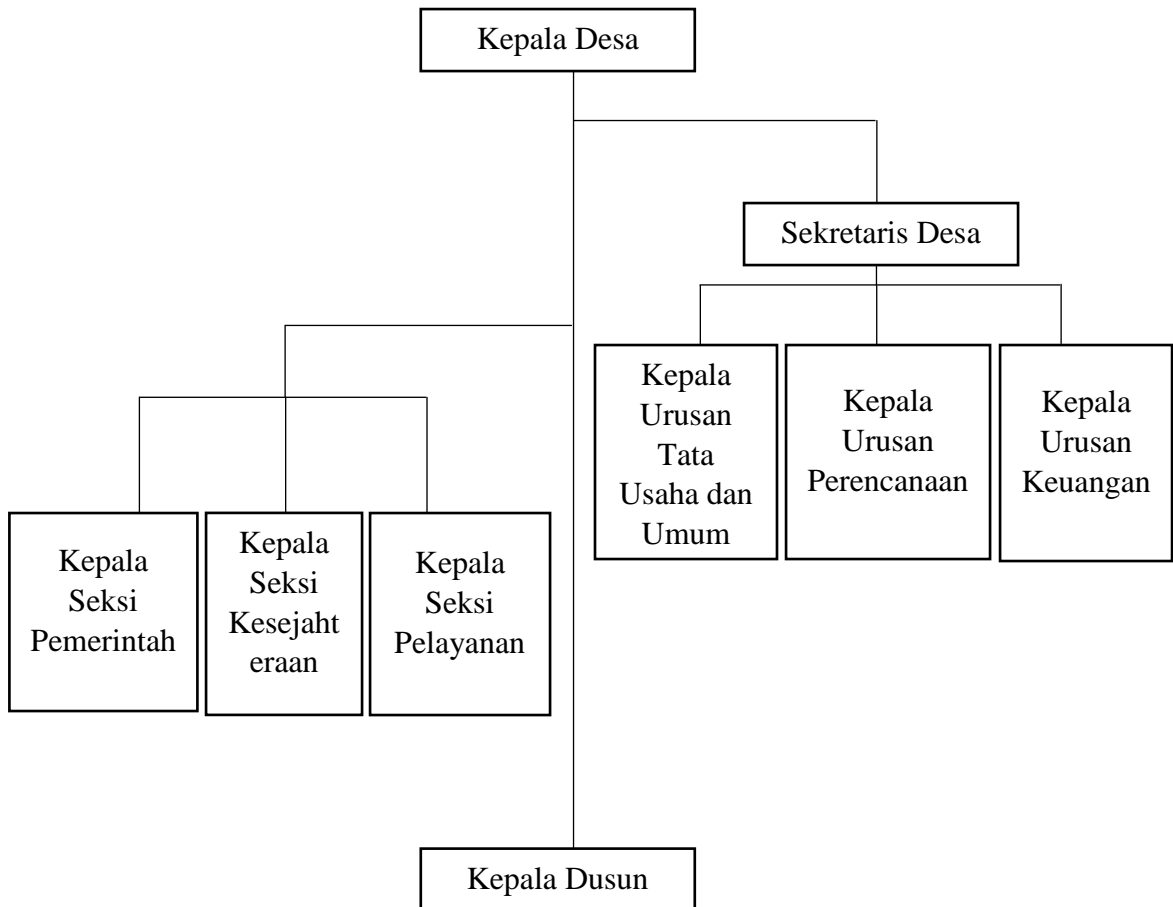 Kepala Desa
Sekretaris Desa
Kepala
Urusan
Tata
Usaha dan
Umum
Kepala
Urusan
Perencanaan
Kepala
Urusan
Keuangan
Kepala
Seksi
Pemerintah
Kepala
Seksi
Kesejaht
eraan
Kepala
Seksi
Pelayanan
Kepala Dusun